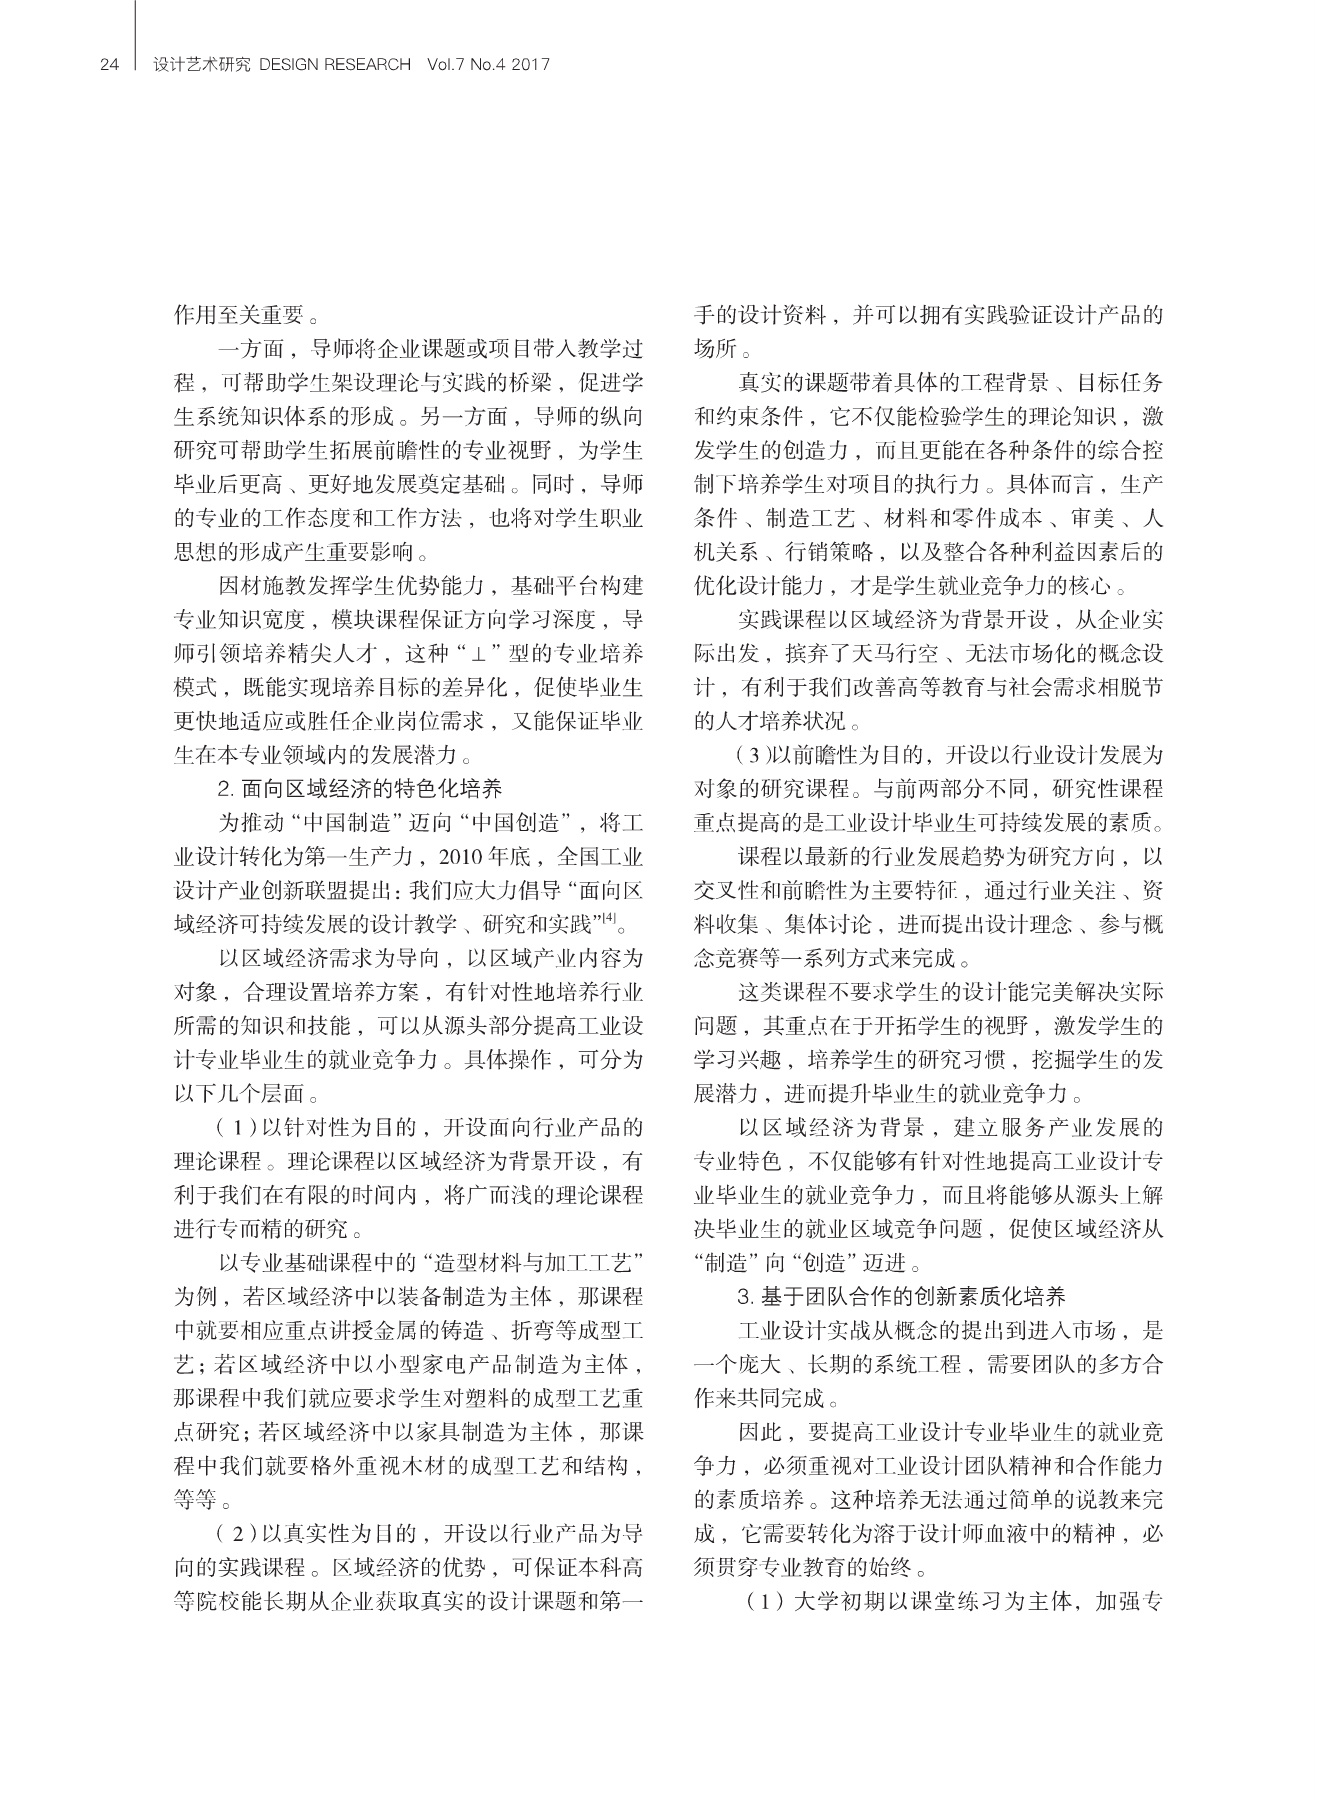 24 设计艺术研究 DESIGN RESEARCH Vol.7 No.4 2017
作用至关重要。
一方面，导师将企业课题或项目带入教学过
程，可帮助学生架设理论与实践的桥梁，促进学
生系统知识体系的形成。另一方面，导师的纵向
研究可帮助学生拓展前瞻性的专业视野，为学生
毕业后更高、更好地发展奠定基础。同时，导师
的专业的工作态度和工作方法，也将对学生职业
思想的形成产生重要影响。
因材施教发挥学生优势能力，基础平台构建
专业知识宽度，模块课程保证方向学习深度，导
师引领培养精尖人才，这种“⊥”型的专业培养
模式，既能实现培养目标的差异化，促使毕业生
更快地适应或胜任企业岗位需求，又能保证毕业
生在本专业领域内的发展潜力。
2. 面向区域经济的特色化培养
为推动“中国制造”迈向“中国创造”，将工
业设计转化为第一生产力，2010 年底，全国工业
设计产业创新联盟提出：我们应大力倡导“面向区
域经济可持续发展的设计教学、研究和实践”[4]。
以区域经济需求为导向，以区域产业内容为
对象，合理设置培养方案，有针对性地培养行业
所需的知识和技能，可以从源头部分提高工业设
计专业毕业生的就业竞争力。具体操作，可分为
以下几个层面。
（1）以针对性为目的，开设面向行业产品的
理论课程。理论课程以区域经济为背景开设，有
利于我们在有限的时间内，将广而浅的理论课程
进行专而精的研究。
以专业基础课程中的“造型材料与加工工艺”
为例，若区域经济中以装备制造为主体，那课程
中就要相应重点讲授金属的铸造、折弯等成型工
艺；若区域经济中以小型家电产品制造为主体，
那课程中我们就应要求学生对塑料的成型工艺重
点研究；若区域经济中以家具制造为主体，那课
程中我们就要格外重视木材的成型工艺和结构，
等等。
（2）以真实性为目的，开设以行业产品为导
向的实践课程。区域经济的优势，可保证本科高
等院校能长期从企业获取真实的设计课题和第一
手的设计资料，并可以拥有实践验证设计产品的
场所。
真实的课题带着具体的工程背景、目标任务
和约束条件，它不仅能检验学生的理论知识，激
发学生的创造力，而且更能在各种条件的综合控
制下培养学生对项目的执行力。具体而言，生产
条件、制造工艺、材料和零件成本、审美、人
机关系、行销策略，以及整合各种利益因素后的
优化设计能力，才是学生就业竞争力的核心。
实践课程以区域经济为背景开设，从企业实
际出发，摈弃了天马行空、无法市场化的概念设
计，有利于我们改善高等教育与社会需求相脱节
的人才培养状况。
（3）以前瞻性为目的，开设以行业设计发展为
对象的研究课程。与前两部分不同，研究性课程
重点提高的是工业设计毕业生可持续发展的素质。
课程以最新的行业发展趋势为研究方向，以
交叉性和前瞻性为主要特征，通过行业关注、资
料收集、集体讨论，进而提出设计理念、参与概
念竞赛等一系列方式来完成。
这类课程不要求学生的设计能完美解决实际
问题，其重点在于开拓学生的视野，激发学生的
学习兴趣，培养学生的研究习惯，挖掘学生的发
展潜力，进而提升毕业生的就业竞争力。
以区域经济为背景，建立服务产业发展的
专业特色，不仅能够有针对性地提高工业设计专
业毕业生的就业竞争力，而且将能够从源头上解
决毕业生的就业区域竞争问题，促使区域经济从
“制造”向“创造”迈进。
3. 基于团队合作的创新素质化培养
工业设计实战从概念的提出到进入市场，是
一个庞大、长期的系统工程，需要团队的多方合
作来共同完成。
因此，要提高工业设计专业毕业生的就业竞
争力，必须重视对工业设计团队精神和合作能力
的素质培养。这种培养无法通过简单的说教来完
成，它需要转化为溶于设计师血液中的精神，必
须贯穿专业教育的始终。
（1）大学初期以课堂练习为主体，加强专